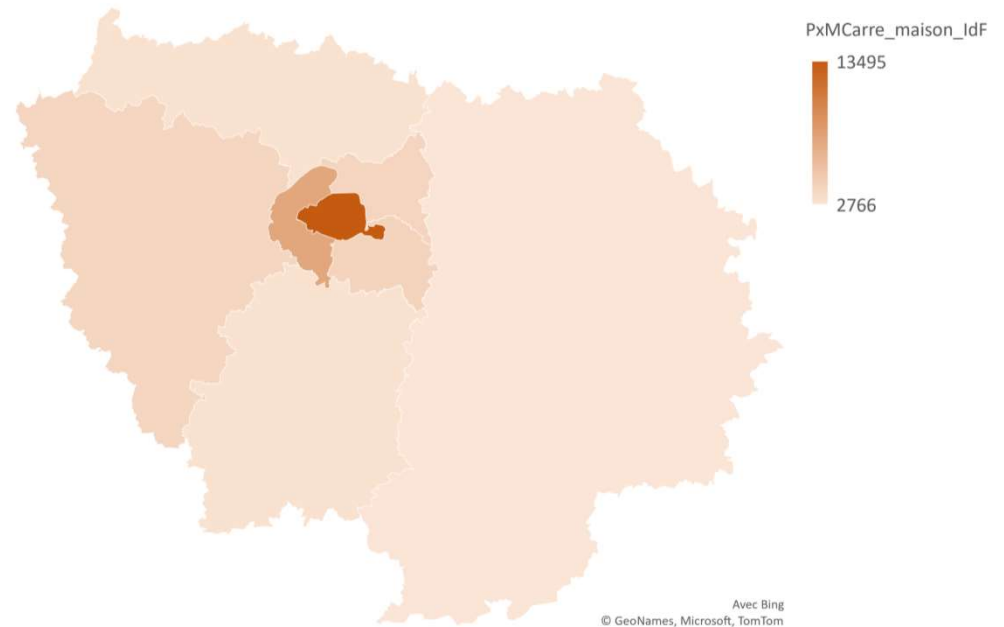 PxMCarre_maison_IdF
13495
2766
Avec Bing
© GeoNames, Microsoft, TomTom